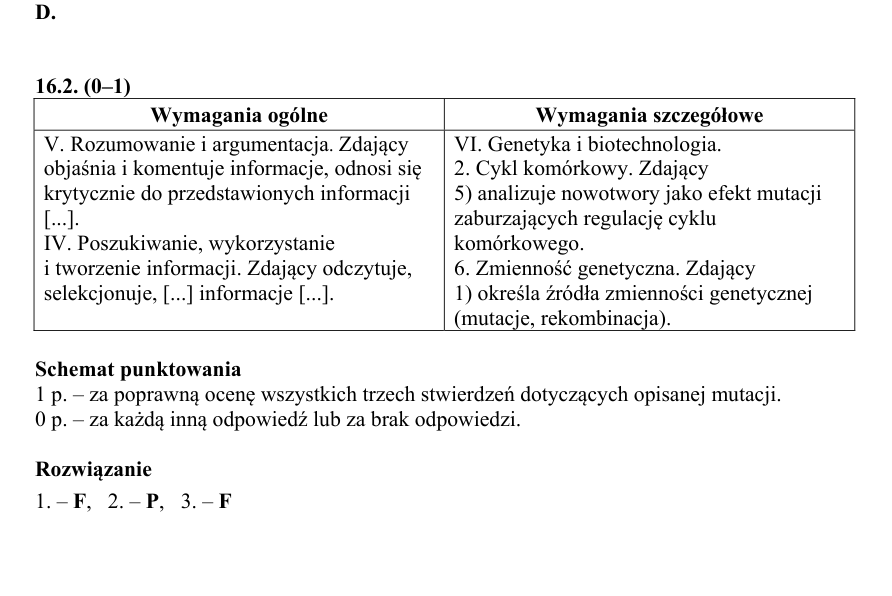 D.
16.2. (0–1)
Wymagania ogólne
V. Rozumowanie i argumentacja. Zdający
objaśnia i komentuje informacje, odnosi się
krytycznie do przedstawionych informacji
[...].
IV. Poszukiwanie, wykorzystanie
i tworzenie informacji. Zdający odczytuje,
selekcjonuje, [...] informacje [...].
Wymagania szczegółowe
VI. Genetyka i biotechnologia.
2. Cykl komórkowy. Zdający
5) analizuje nowotwory jako efekt mutacji
zaburzających regulację cyklu
komórkowego.
6. Zmienność genetyczna. Zdający
1) określa źródła zmienności genetycznej
(mutacje, rekombinacja).
Schemat punktowania
1 p. – za poprawną ocenę wszystkich trzech stwierdzeń dotyczących opisanej mutacji.
0 p. – za każdą inną odpowiedź lub za brak odpowiedzi.
Rozwiązanie
1. – F, 2. – P, 3. – F